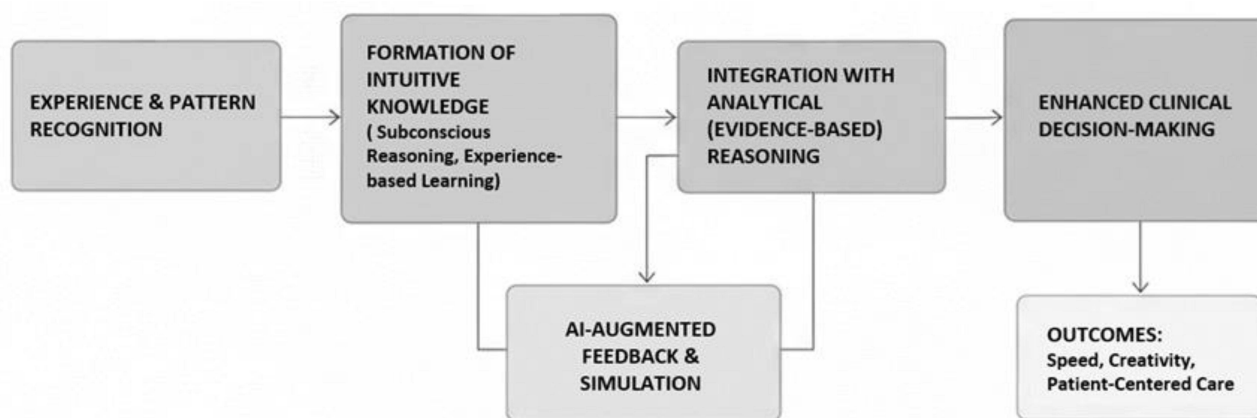 EXPERIENCE & PATTERN
RECOGNITION
FORMATION OF
INTUITIVE
KNOWLEDGE
( Subconscious
Reasoning, Experience-
based Learning)
INTEGRATION WITH
ANALYTICAL
(EVIDENCE-BASED)
REASONING
ENHANCED CLINICAL
DECISION-MAKING
AI-AUGMENTED
FEEDBACK &
SIMULATION
OUTCOMES:
Speed, Creativity,
Patient-Centered Care